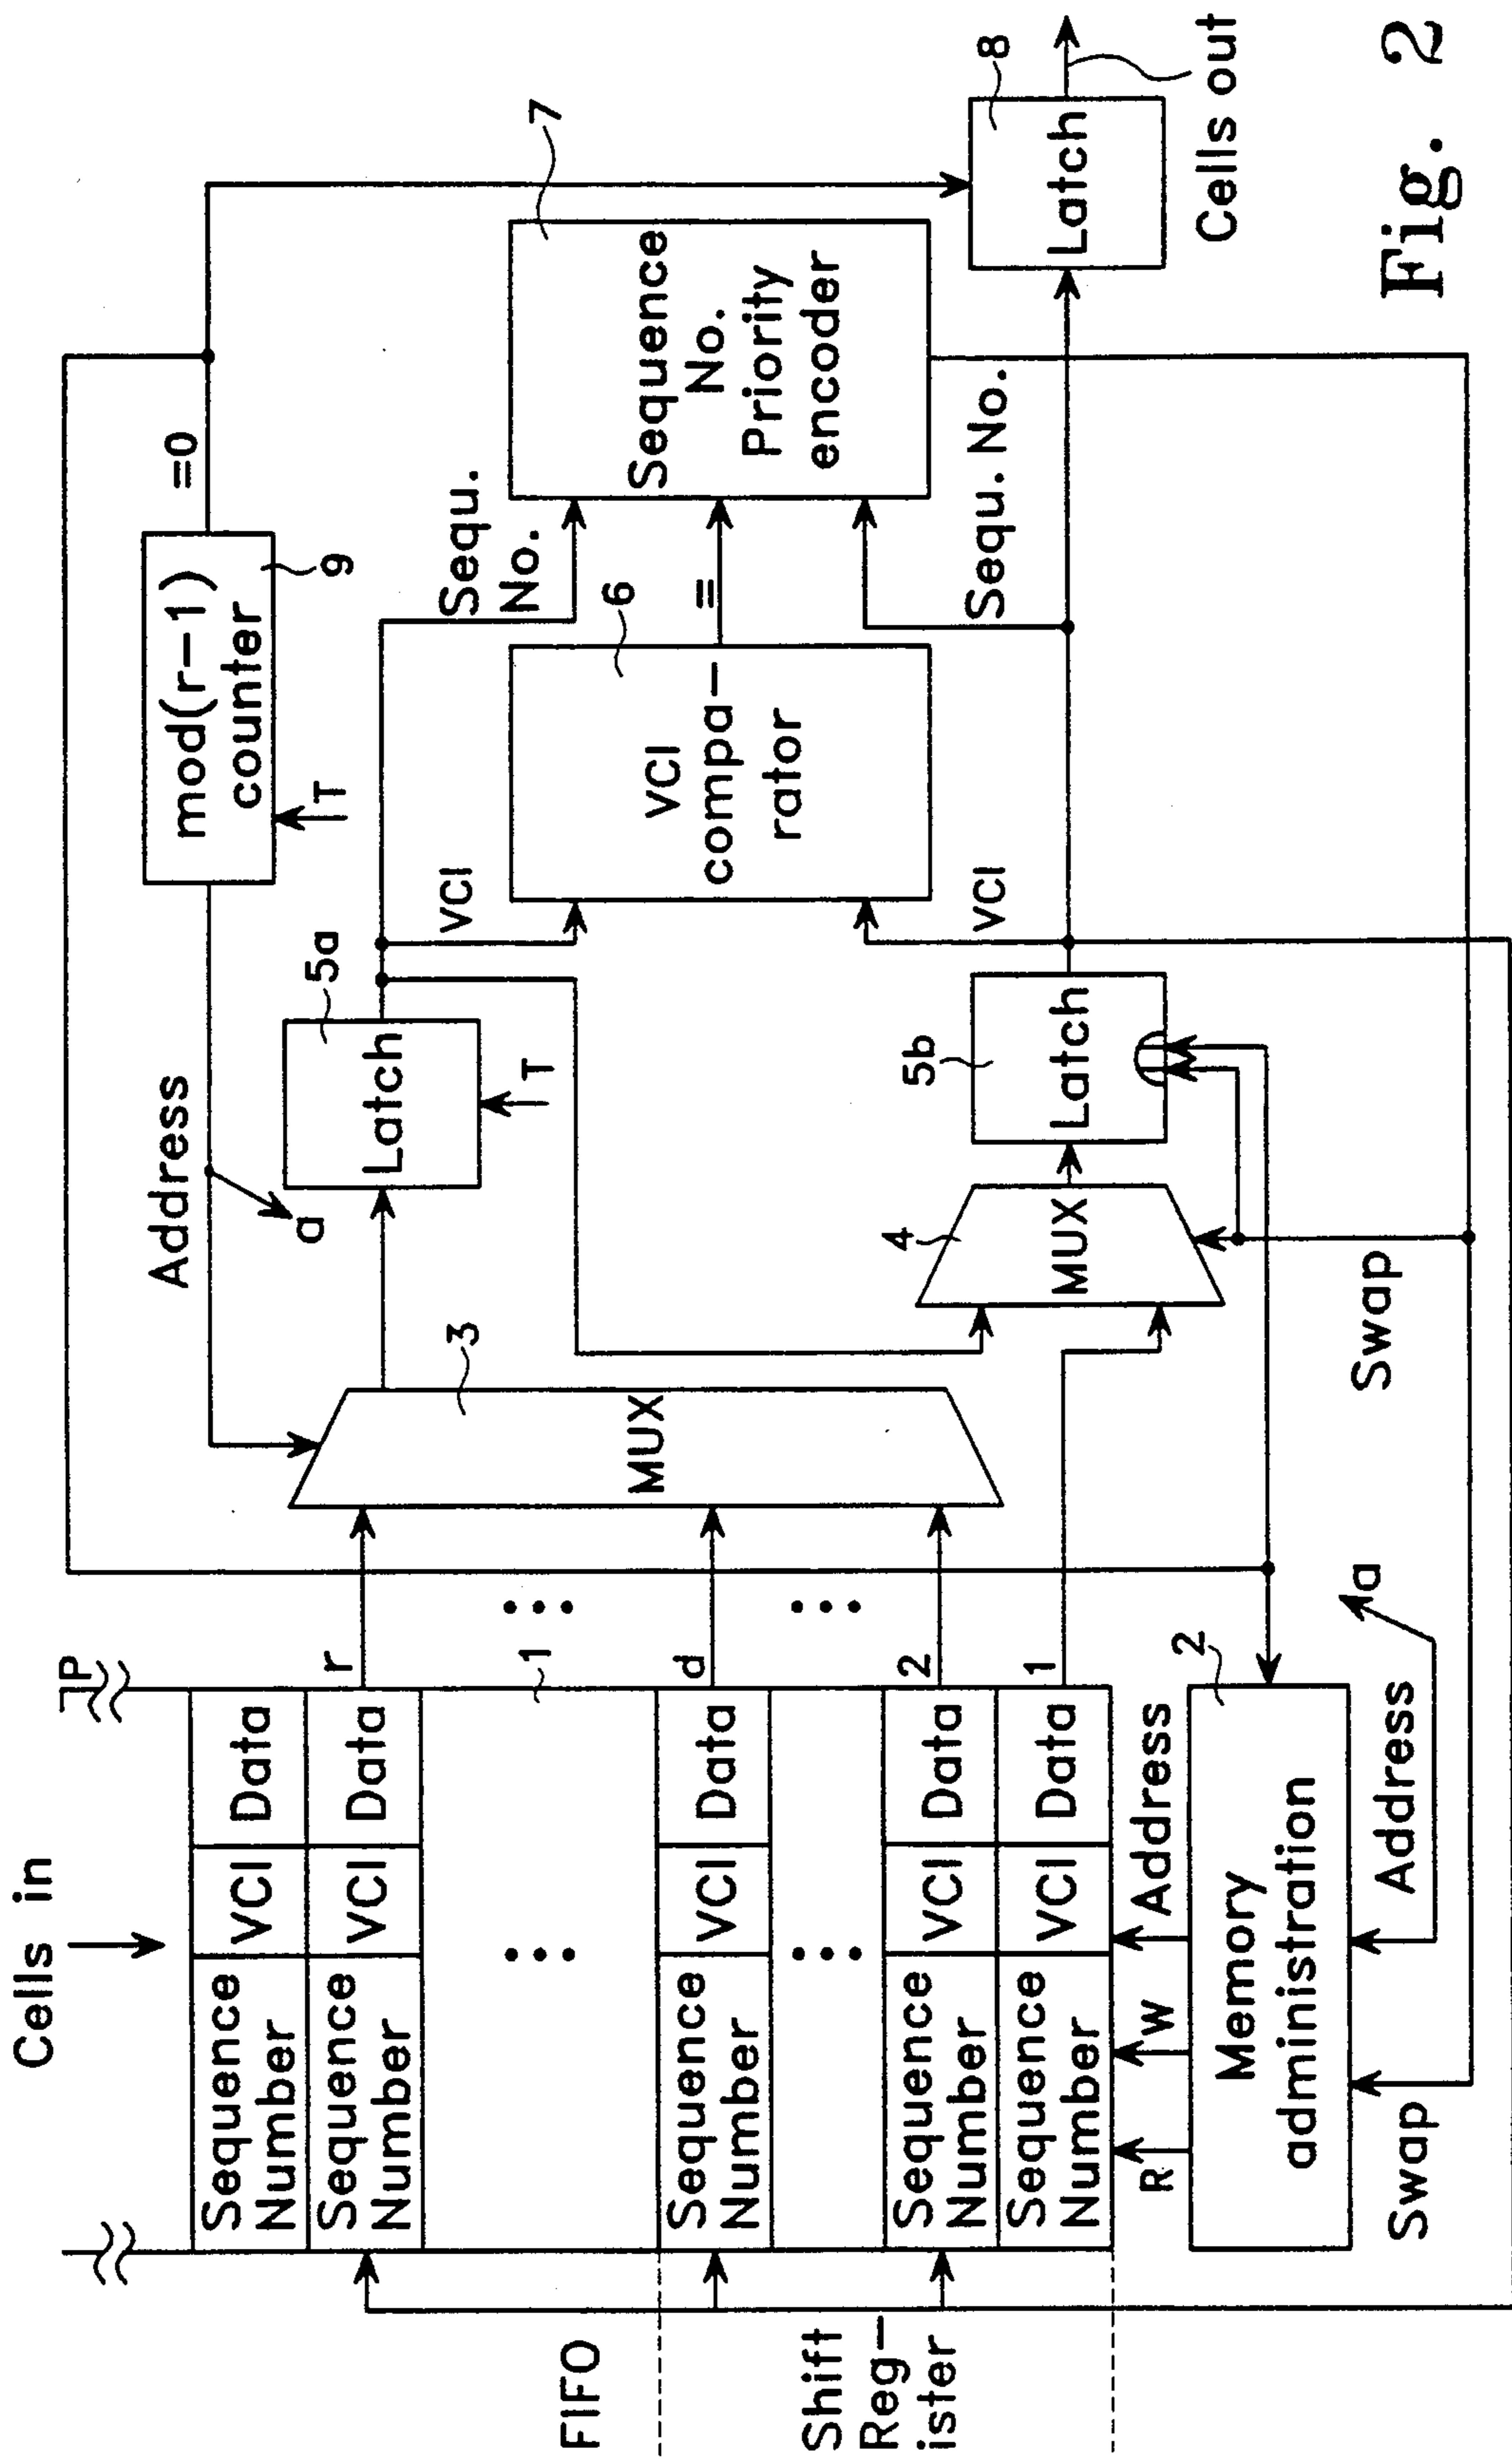 Cells in
Sequence Number
VCI
Data
Sequence Number
VCI
Data
Sequence Number
VCI
Data
Sequence Number
VCI
Data
Sequence Number
VCI
Data
P
r
1
d
2
1
FIFO
Shift
Reg-
ister
R
W
Address
2
Memory
administration
Swap
Address
a
MUX
3
Address
a
mod(r-1)
counter
9
T
=0
Latch
5a
T
MUX
4
Latch
5b
Swap
VCI
VCI
VCI
compa-
rator
6
=
Sequ.
No.
Sequ. No.
Sequence
No.
Priority
encoder
7
Latch
8
Cells out
Fig. 2